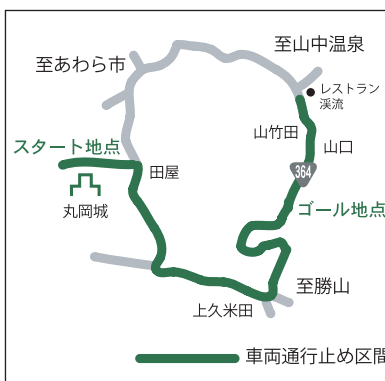 至山中温泉
至あわら市
レストラン
渓流
山竹田
スタート地点
山口
田屋
364
丸岡城
ゴール地点
至勝山
上久米田
車両通行止め区間